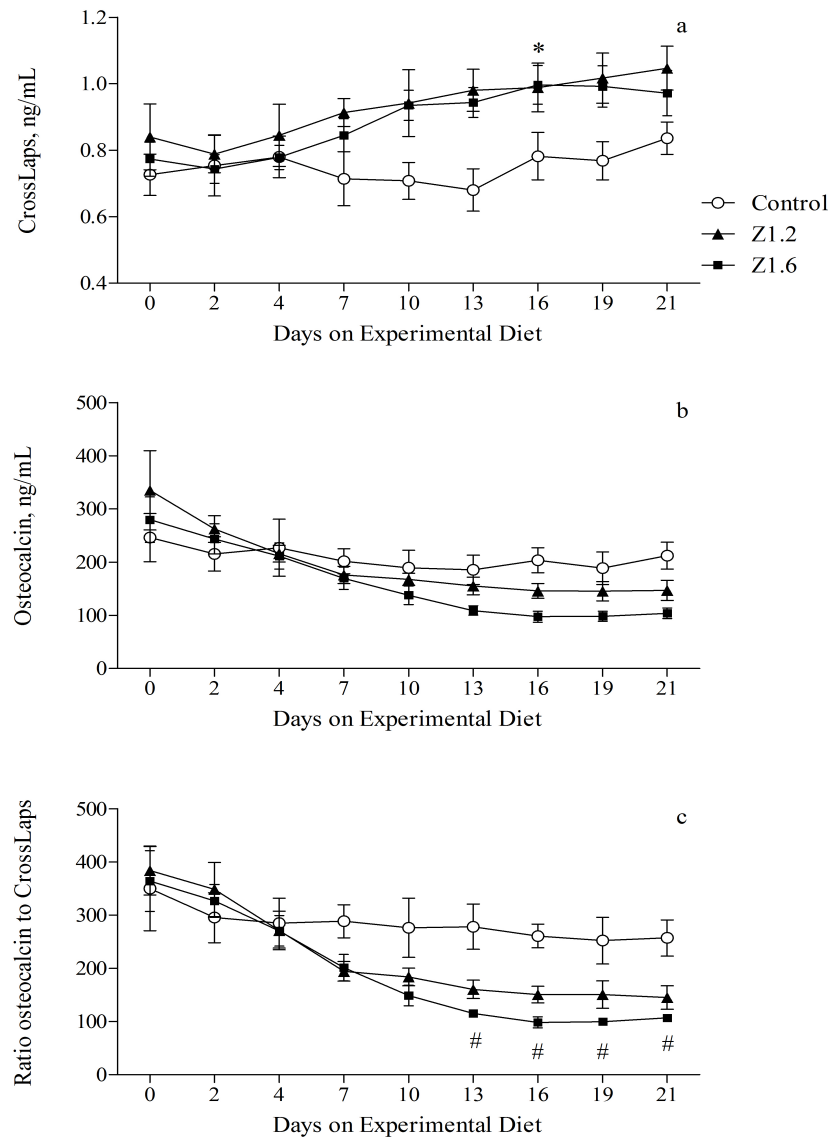 a
1.2
1.0
0.8
0.6
0.4
CrossLaps, ng/mL
*
Control
Z1.2
Z1.6
0 2 4 7 10 13 16 19 21
Days on Experimental Diet
b
500
400
300
200
100
0
Osteocalcin, ng/mL
0 2 4 7 10 13 16 19 21
Days on Experimental Diet
c
500
400
300
200
100
0
Ratio osteocalcin to CrossLaps
# # # #
0 2 4 7 10 13 16 19 21
Days on Experimental Diet